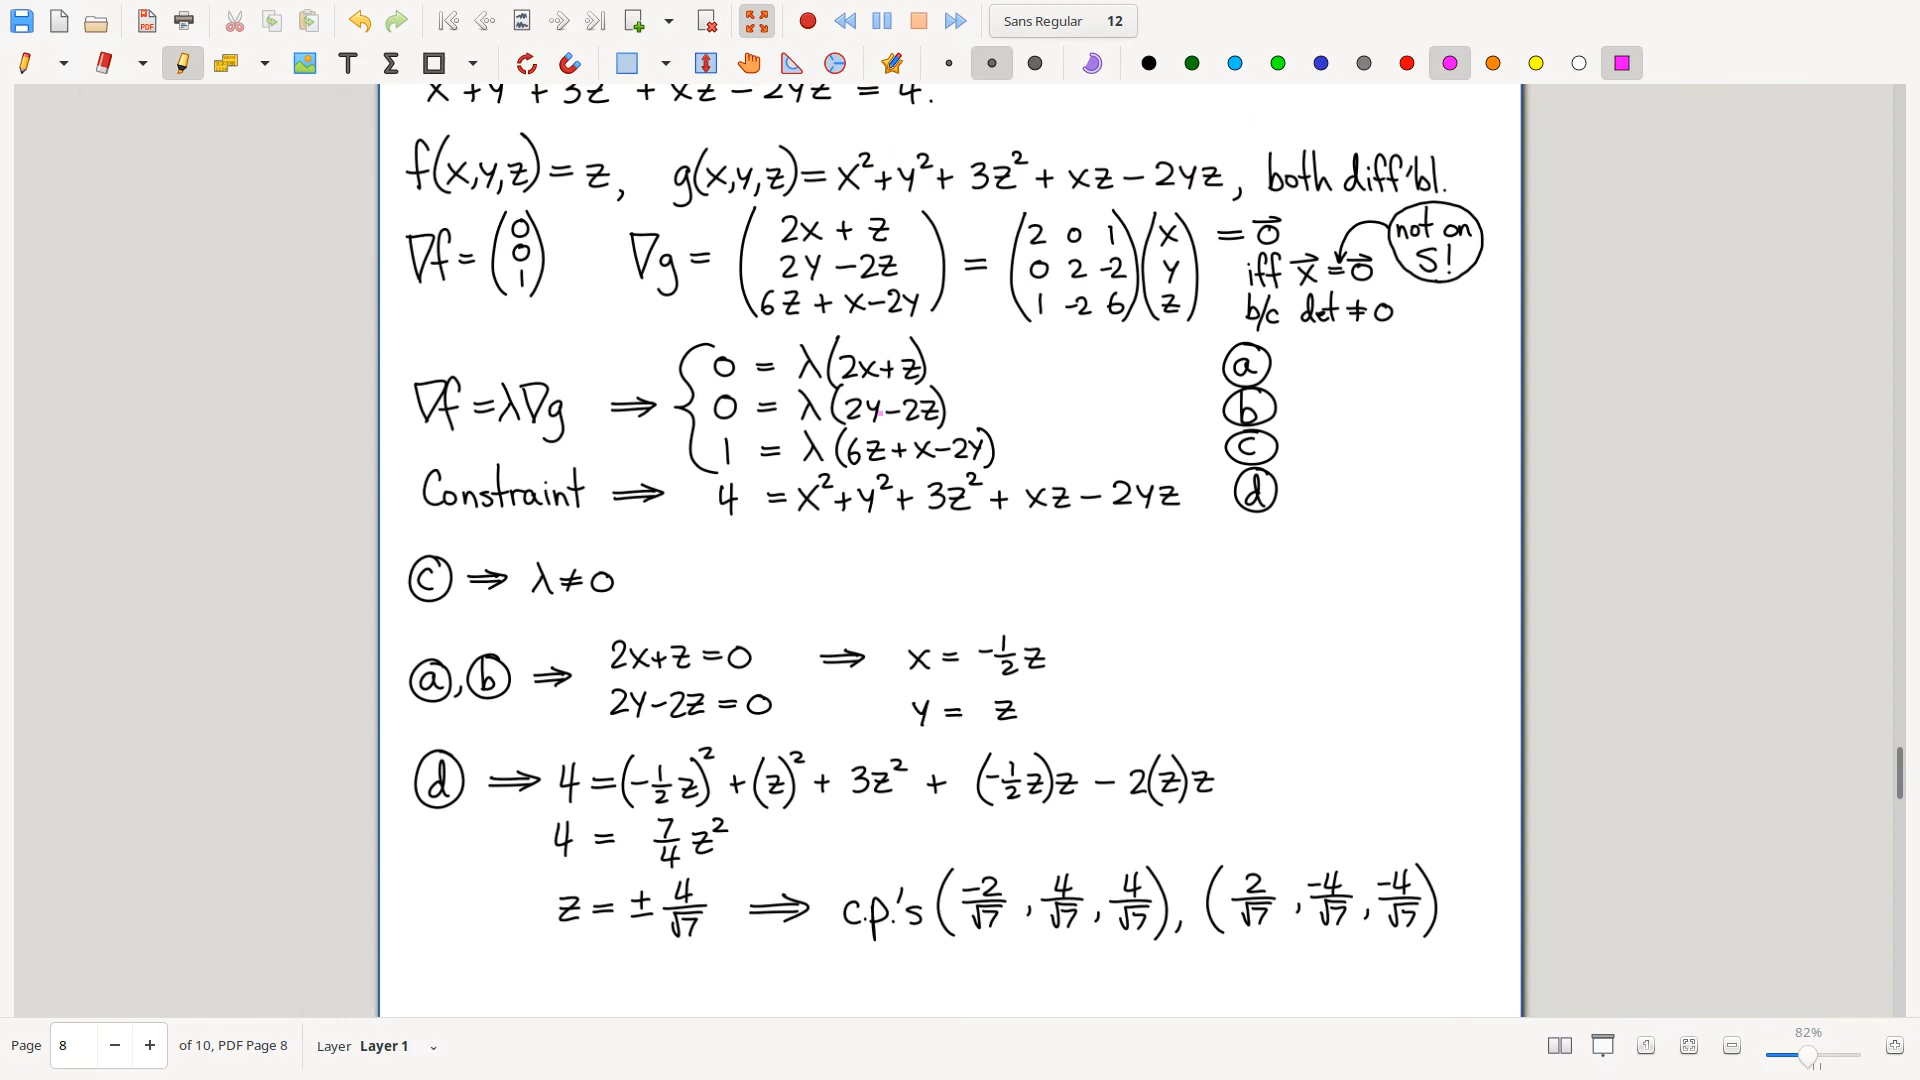 Sans Regular 12
x + y + 3z + xz − 2yz = 4.
f(x,y,z) = z, g(x,y,z) = x² + y² + 3z² + xz − 2yz, both diff'bl.
∇f = (0 0 1) ∇g = (2x + z 2y − 2z 6z + x − 2y) = (2 0 1 0 2 -2 1 -2 6)(x y z) = 0⃗ iff x⃗ = 0⃗ b/c det ≠ 0
not on S!
0 = λ(2x+z) ⓐ
∇f = λ∇g ⟹ 0 = λ(2y−2z) ⓑ
1 = λ(6z+x−2y) ⓒ
Constraint ⟹ 4 = x² + y² + 3z² + xz − 2yz ⓓ
ⓒ ⟹ λ ≠ 0
ⓐ,ⓑ ⟹ 2x+z = 0 ⟹ x = −½z
2y−2z = 0 y = z
ⓓ ⟹ 4 = (−½z)² + (z)² + 3z² + (−½z)z − 2(z)z
4 = 7/4 z²
z = ± 4/√7 ⟹ c.p.'s (−2/√7, 4/√7, 4/√7), (2/√7, −4/√7, −4/√7)
Page 8 of 10, PDF Page 8 Layer Layer 1 82%